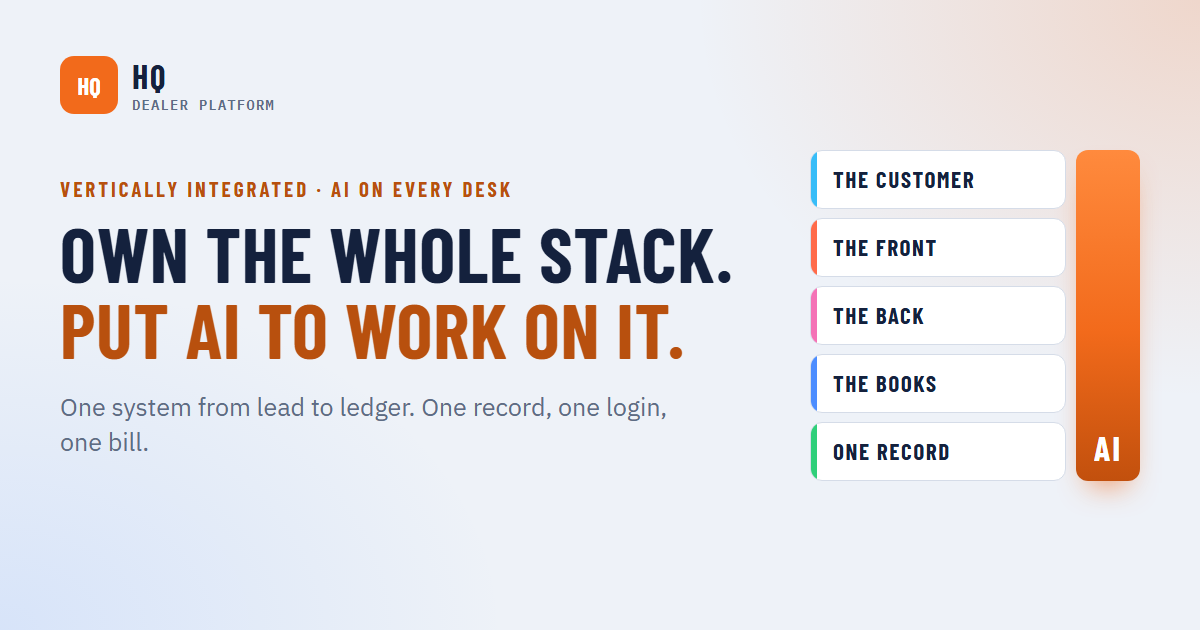 HQ
HQ
DEALER PLATFORM
VERTICALLY INTEGRATED · AI ON EVERY DESK
OWN THE WHOLE STACK.
PUT AI TO WORK ON IT.
One system from lead to ledger. One record, one login,
one bill.
THE CUSTOMER
THE FRONT
THE BACK
THE BOOKS
ONE RECORD
AI